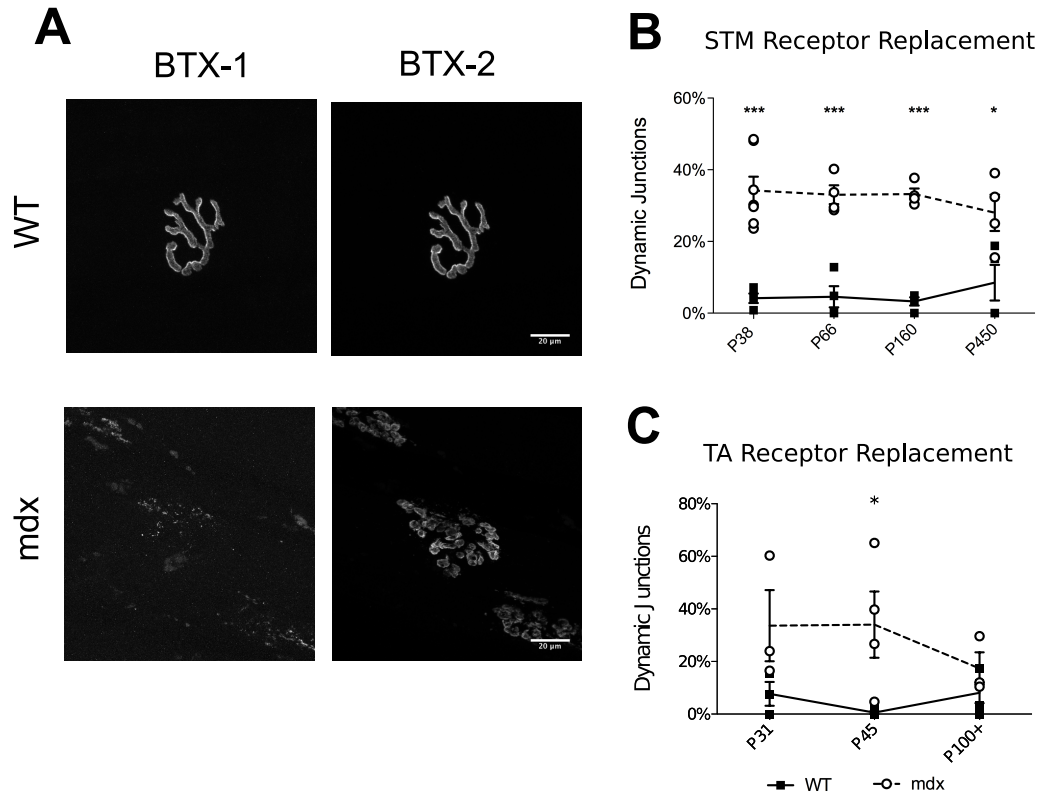 A
BTX-1
BTX-2
WT
20 µm
mdx
20 µm
B
STM Receptor Replacement
Dynamic Junctions
60%
40%
20%
0%
***
***
***
*
P38
P66
P160
P450
C
TA Receptor Replacement
Dynamic Junctions
80%
60%
40%
20%
0%
*
P31
P45
P100+
WT
mdx